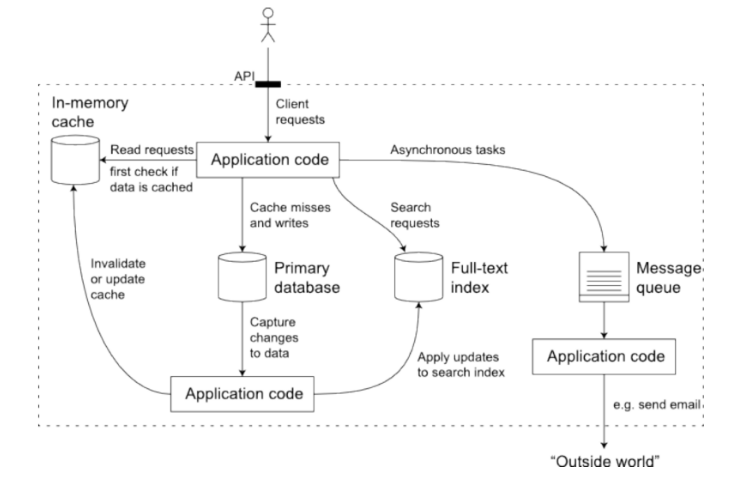 API
Client
requests
In-memory
cache
Read requests
first check if
data is cached
Application code
Asynchronous tasks
Cache misses
and writes
Search
requests
Invalidate
or update
cache
Primary
database
Full-text
index
Message
queue
Capture
changes
to data
Apply updates
to search index
Application code
Application code
e.g. send email
“Outside world”